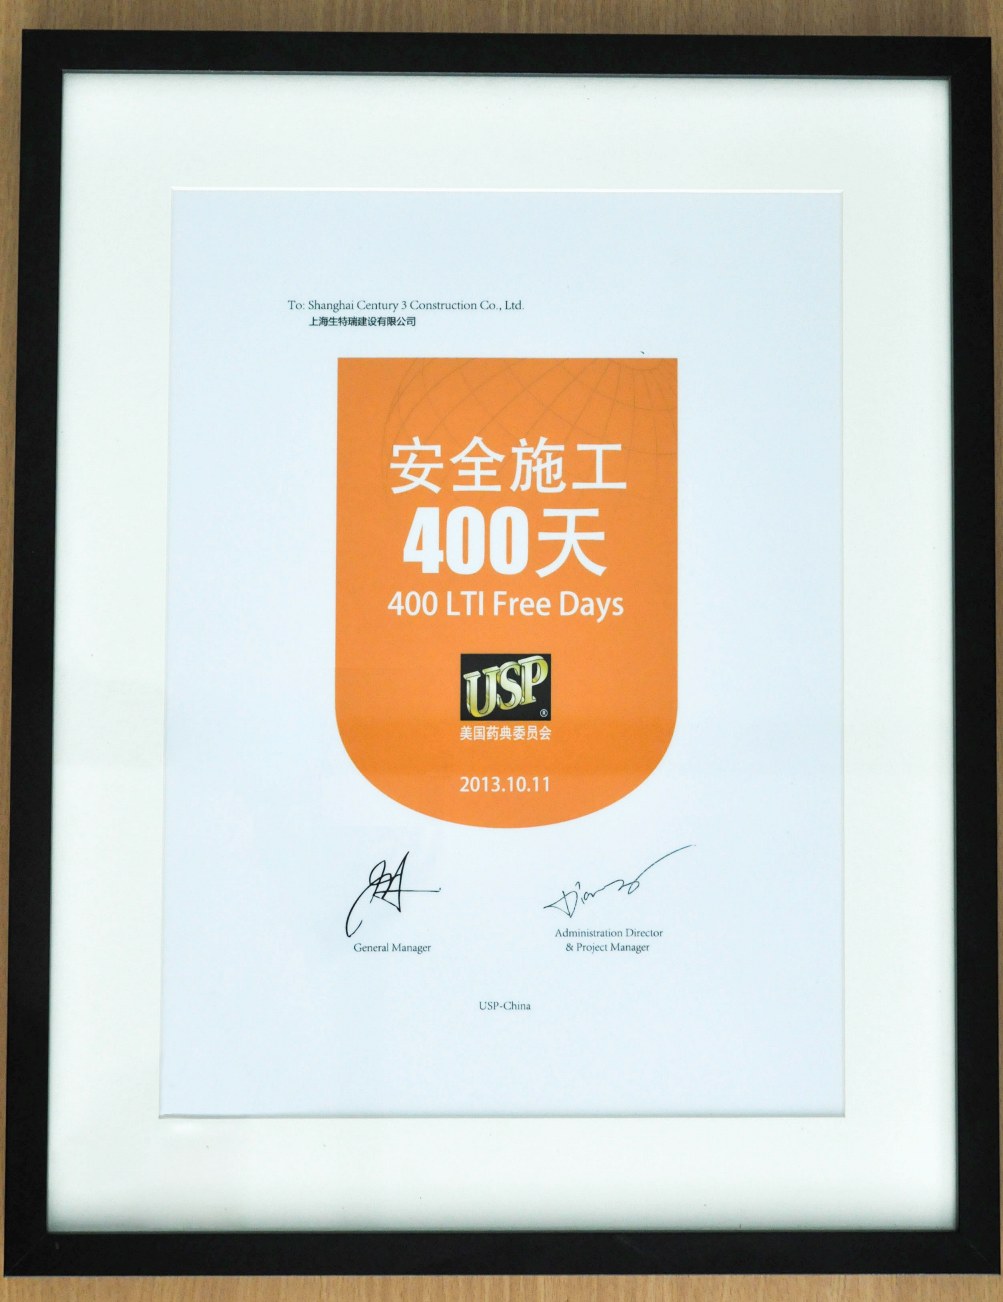 To: Shanghai Century 3 Construction Co., Ltd.
上海生特瑞建设有限公司
安全施工
400天
400 LTI Free Days
USP®
美国药典委员会
2013.10.11
General Manager
Administration Director
& Project Manager
USP-China